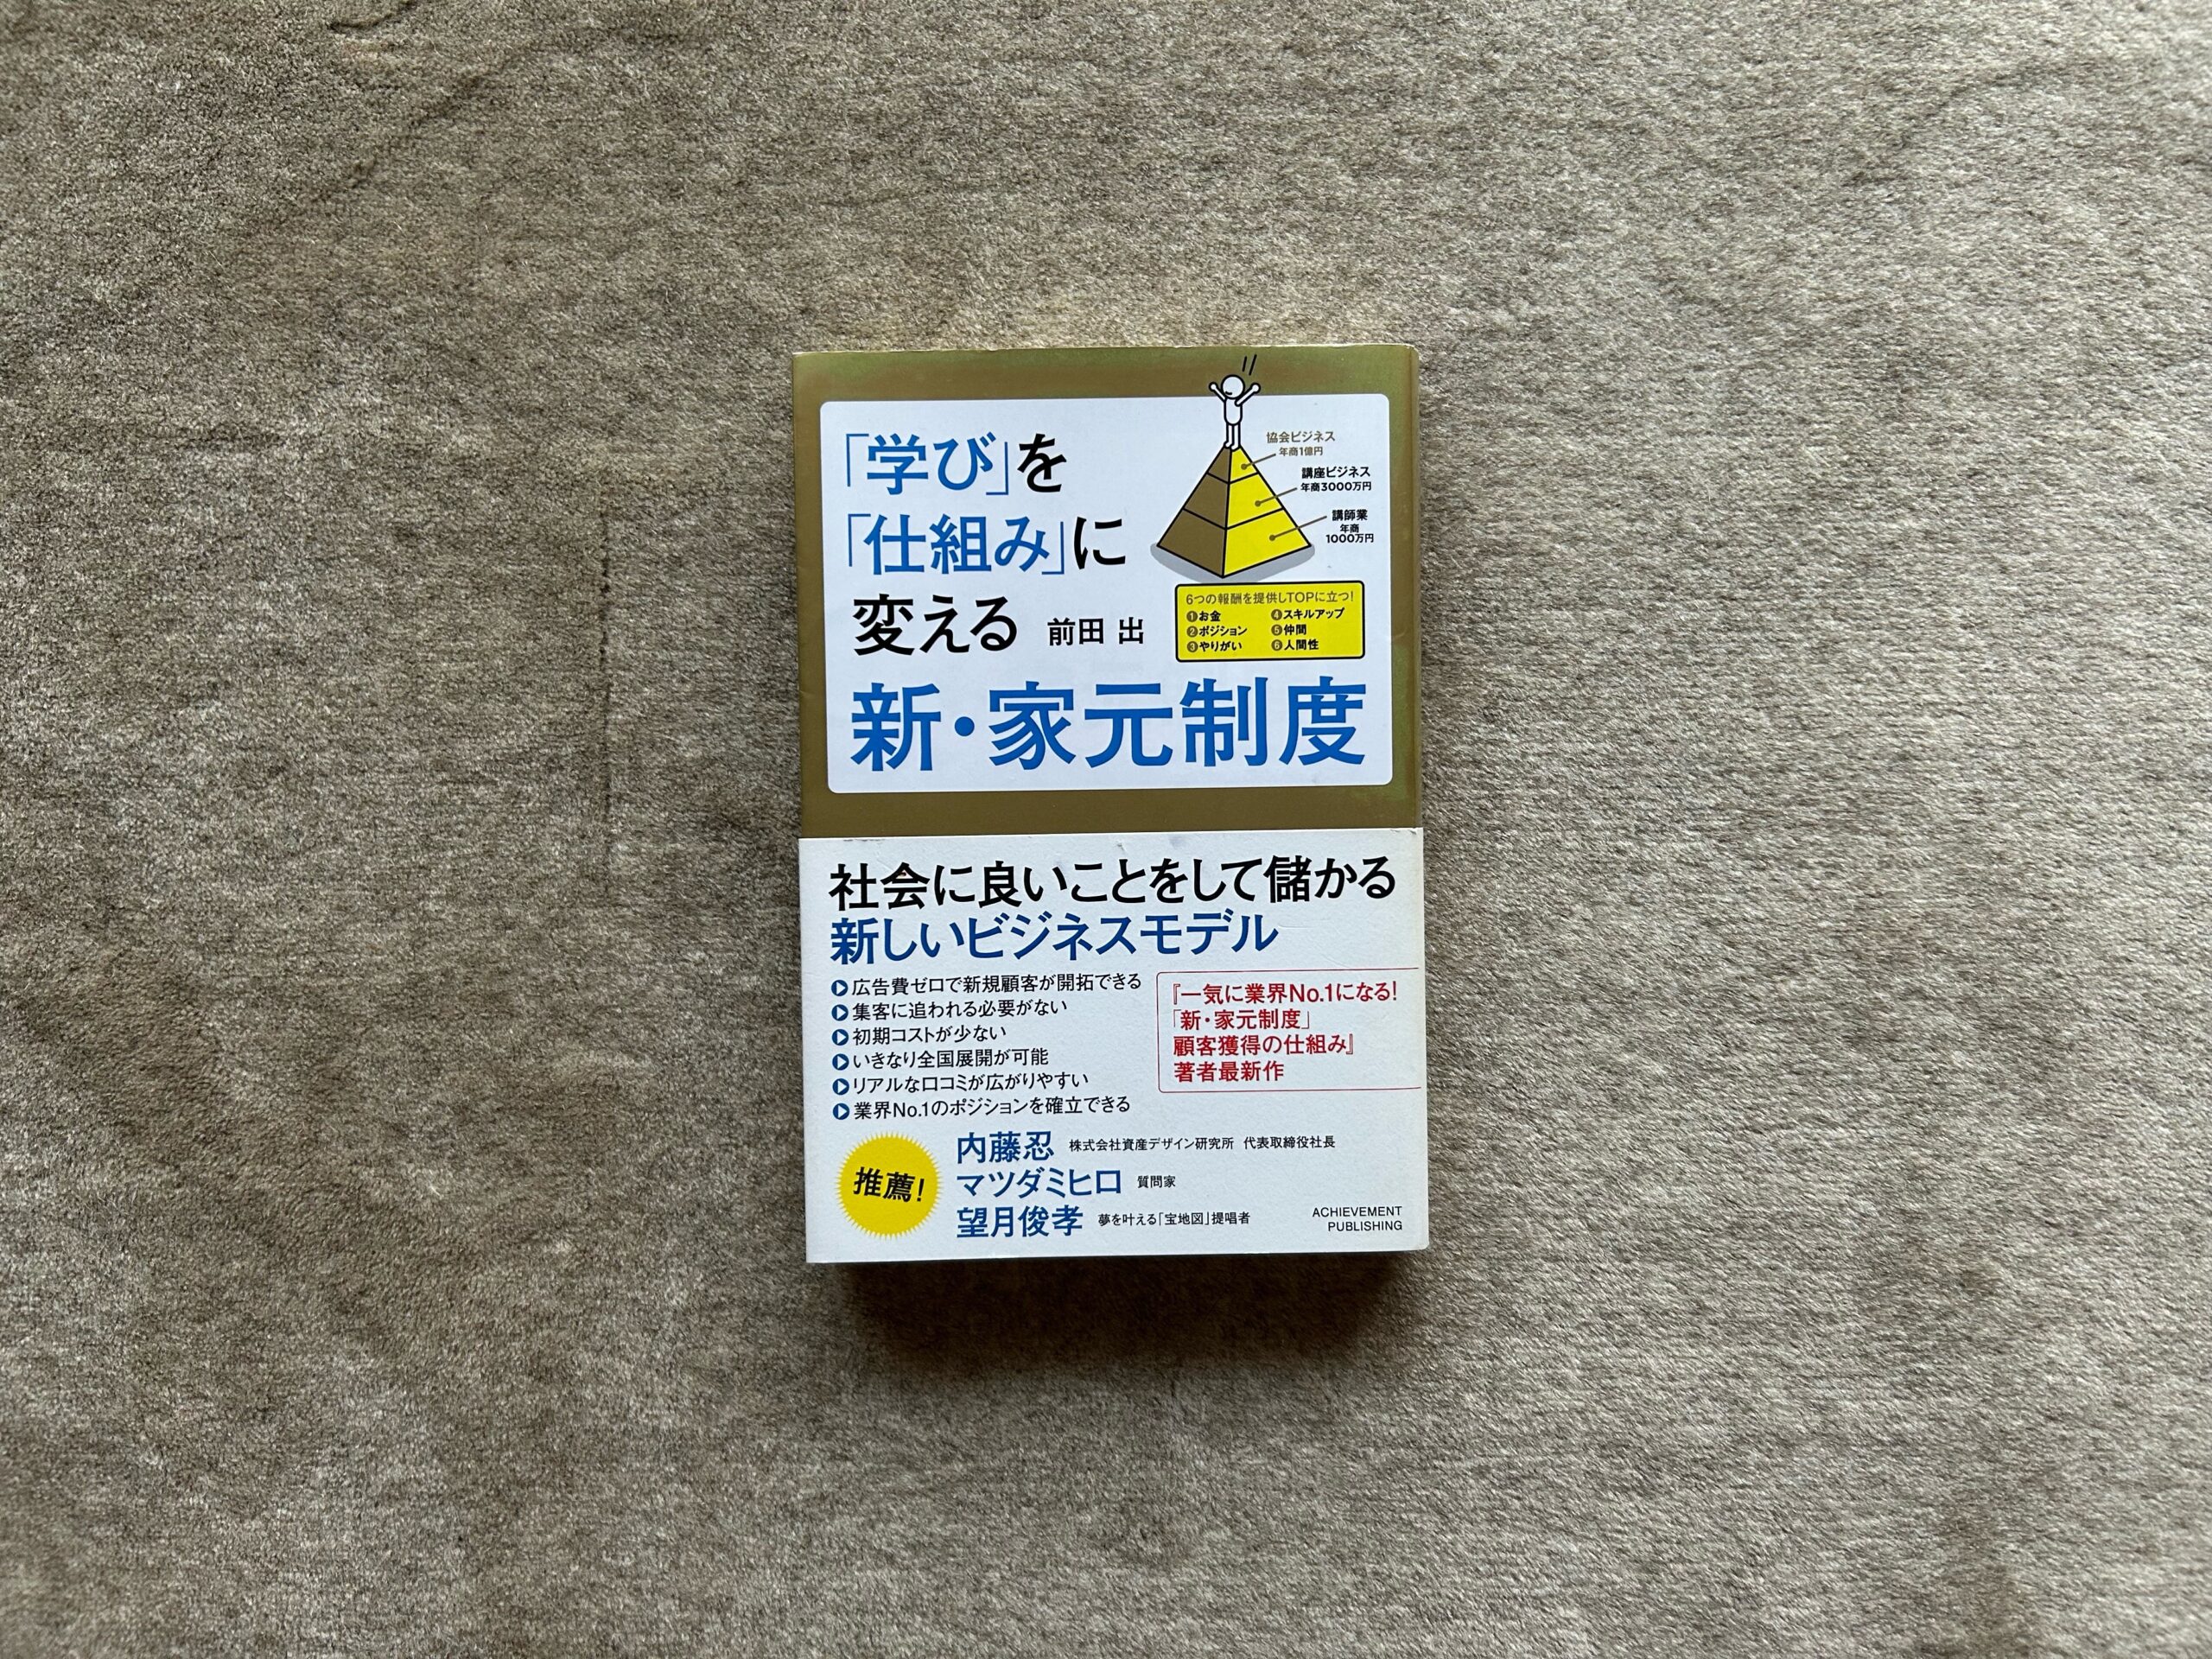 「学び」を
「仕組み」に
変える 前田 出
新・家元制度
協会ビジネス
年商1億円
講座ビジネス
年商3000万円
講師業
年商
1000万円
6つの報酬を提供しTOPに立つ!
①お金 ④スキルアップ
②ポジション ⑤仲間
③やりがい ⑥人間性
社会に良いことをして儲かる
新しいビジネスモデル
広告費ゼロで新規顧客が開拓できる
集客に追われる必要がない
初期コストが少ない
いきなり全国展開が可能
リアルな口コミが広がりやすい
業界No.1のポジションを確立できる
『一気に業界No.1になる!
「新・家元制度」
顧客獲得の仕組み』
著者最新作
推薦!
内藤忍 株式会社資産デザイン研究所 代表取締役社長
マツダミヒロ 質問家
望月俊孝 夢を叶える「宝地図」提唱者
ACHIEVEMENT
PUBLISHING